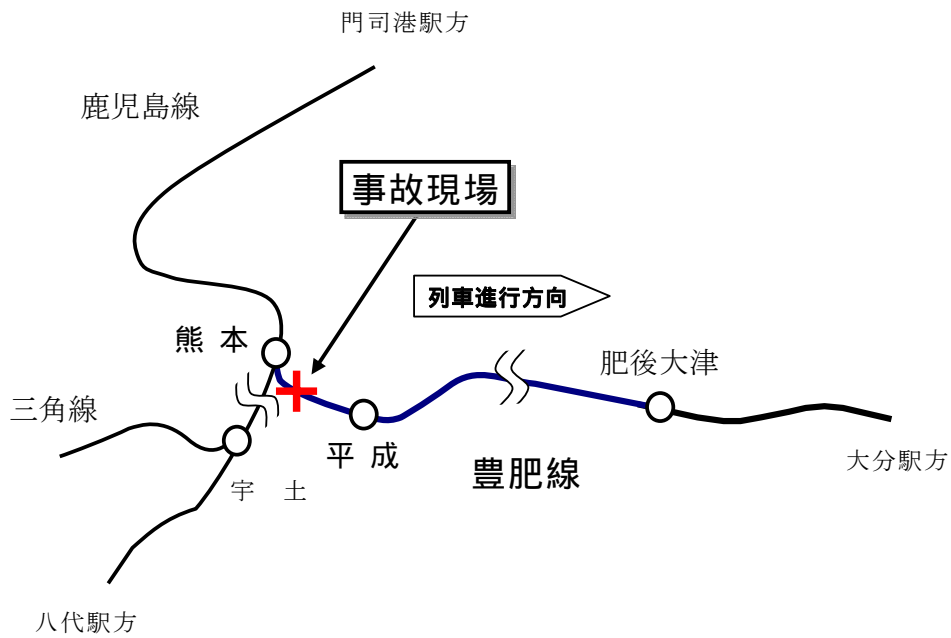 門司港駅方
鹿児島線
事故現場
列車進行方向
熊 本
肥後大津
三角線
平 成
大分駅方
豊肥線
宇 土
八代駅方